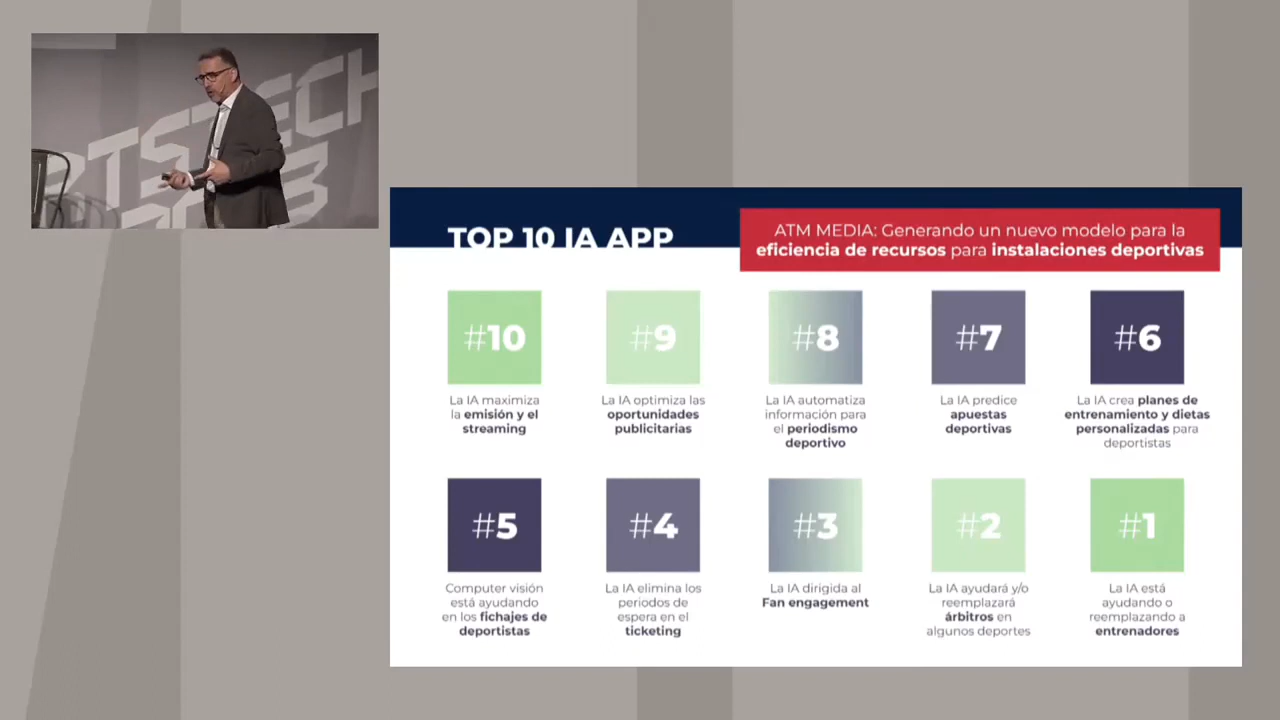 RTSTECH
TOP 10 IA APP
ATM MEDIA: Generando un nuevo modelo para la
eficiencia de recursos para instalaciones deportivas
#10
#9
#8
#7
#6
La IA maximiza
la emisión y el
streaming
La IA optimiza las
oportunidades
publicitarias
La IA automatiza
información para
el periodismo
deportivo
La IA predice
apuestas
deportivas
La IA crea planes de
entrenamiento y dietas
personalizadas para
deportistas
#5
#4
#3
#2
#1
Computer visión
está ayudando
en los fichajes de
deportistas
La IA elimina los
periodos de
espera en el
ticketing
La IA dirigida al
Fan engagement
La IA ayudará y/o
reemplazará
árbitros en
algunos deportes
La IA está
ayudando o
reemplazando a
entrenadores